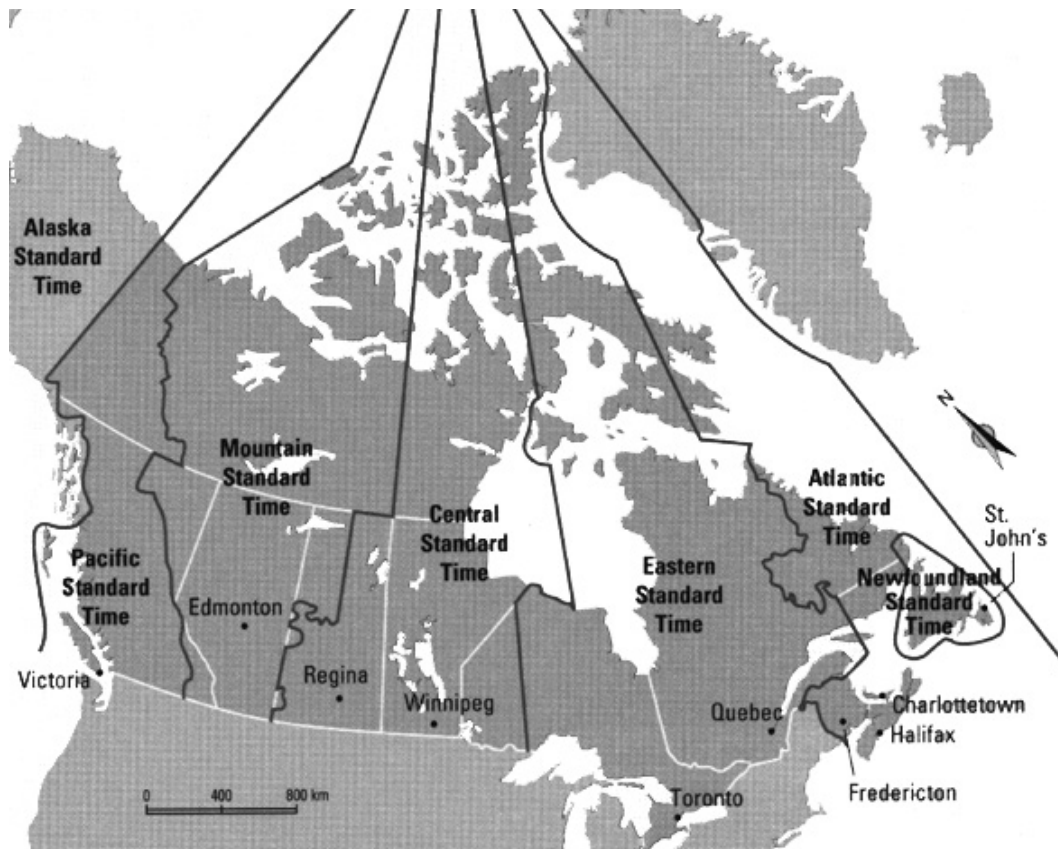 Alaska
Standard
Time
N
Mountain
Standard
Time
Atlantic
Standard
Time
Central
Standard
Time
St.
John's
Pacific
Standard
Time
Eastern
Standard
Time
Newfoundland
Standard
Time
Edmonton
Victoria
Regina
Winnipeg
Quebec
Charlottetown
Halifax
Fredericton
Toronto
0 400 800 km